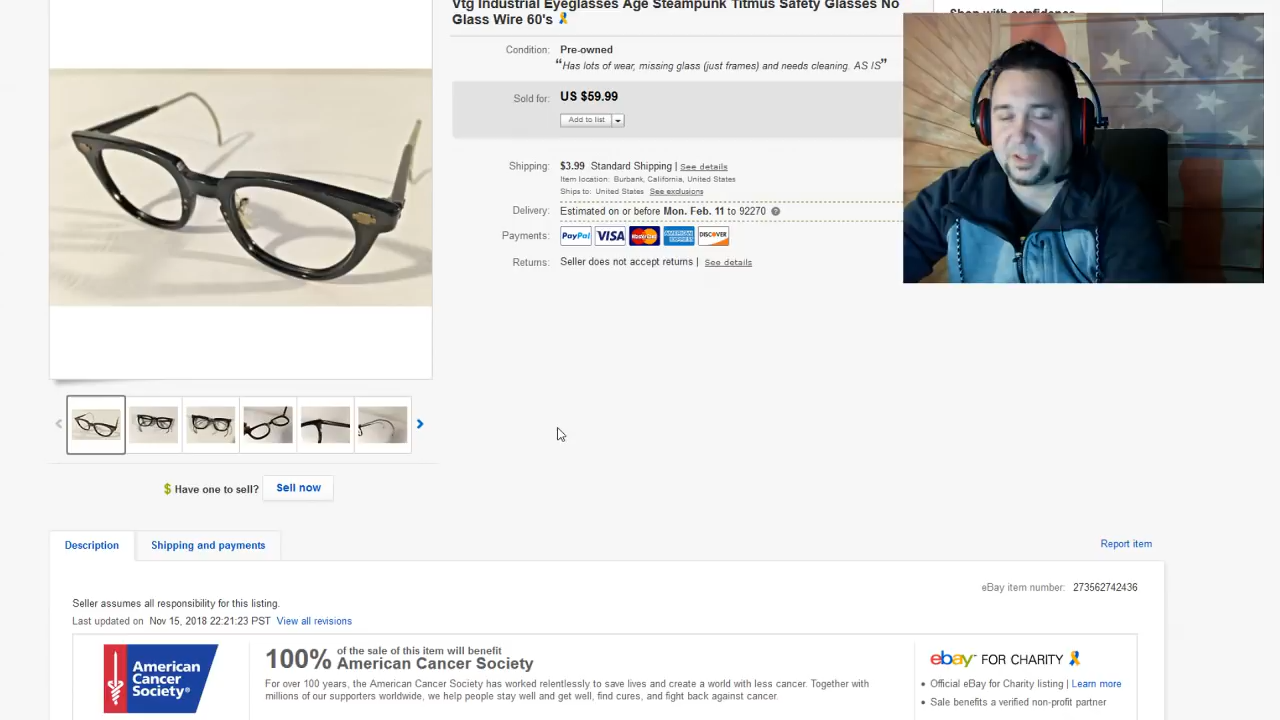 Vtg Industrial Eyeglasses Age Steampunk Titmus Safety Glasses No
Glass Wire 60's
Shop with confidence
Condition: Pre-owned
"Has lots of wear, missing glass (just frames) and needs cleaning. AS IS"
Sold for: US $59.99
Add to list
Shipping: $3.99 Standard Shipping | See details
Item location: Burbank, California, United States
Ships to: United States See exclusions
Delivery: Estimated on or before Mon. Feb. 11 to 92270
Payments: PayPal VISA MasterCard AMERICAN EXPRESS DISCOVER
Returns: Seller does not accept returns | See details
$ Have one to sell? Sell now
Description
Shipping and payments
Report item
eBay item number: 273562742436
Seller assumes all responsibility for this listing.
Last updated on Nov 15, 2018 22:21:23 PST View all revisions
American
Cancer
Society®
100% of the sale of this item will benefit
American Cancer Society
For over 100 years, the American Cancer Society has worked relentlessly to save lives and create a world with less cancer. Together with
millions of our supporters worldwide, we help people stay well and get well, find cures, and fight back against cancer.
ebay™ FOR CHARITY
• Official eBay for Charity listing | Learn more
• Sale benefits a verified non-profit partner